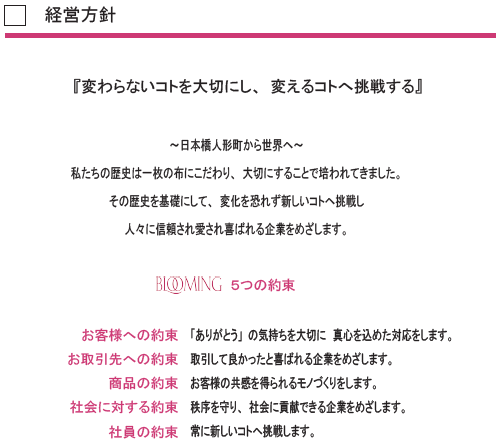 経営方針
『変わらないコトを大切にし、変えるコトへ挑戦する』
～日本橋人形町から世界へ～
私たちの歴史は一枚の布にこだわり、大切にすることで培われてきました。
その歴史を基礎にして、変化を恐れず新しいコトへ挑戦し
人々に信頼され愛され喜ばれる企業をめざします。
BLOOMING 5つの約束
お客様への約束 「ありがとう」の気持ちを大切に 真心を込めた対応をします。
お取引先への約束 取引して良かったと喜ばれる企業をめざします。
商品の約束 お客様の共感を得られるモノづくりをします。
社会に対する約束 秩序を守り、社会に貢献できる企業をめざします。
社員の約束 常に新しいコトへ挑戦します。